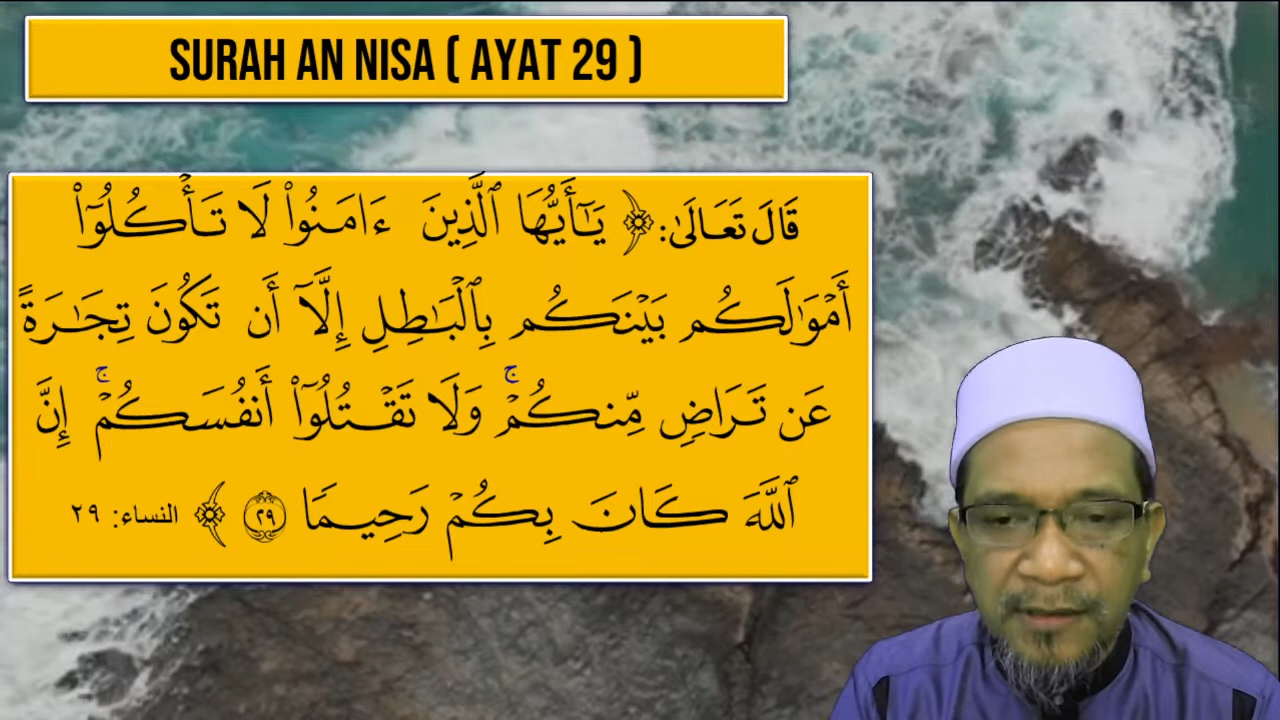 SURAH AN NISA ( AYAT 29 )
قَالَ تَعَالَىٰ: ﴿ يَـٰٓأَيُّهَا ٱلَّذِينَ ءَامَنُوا۟ لَا تَأْكُلُوٓا۟
أَمْوَٰلَكُم بَيْنَكُم بِٱلْبَـٰطِلِ إِلَّآ أَن تَكُونَ تِجَـٰرَةً
عَن تَرَاضٍ مِّنكُمْ ۚ وَلَا تَقْتُلُوٓا۟ أَنفُسَكُمْ ۚ إِنَّ
ٱللَّهَ كَانَ بِكُمْ رَحِيمًا ٢٩ ﴾ النساء: ٢٩